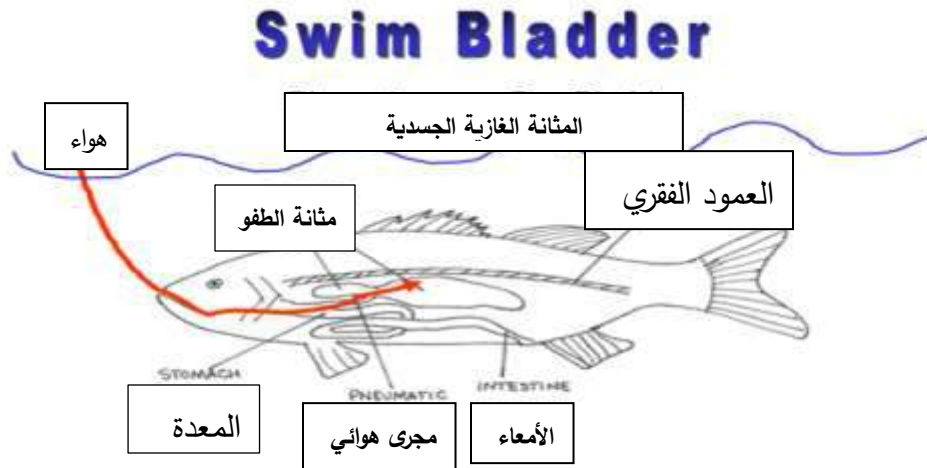 Swim Bladder
هواء
المثانة الغازية الجسدية
العمود الفقري
مثانة الطفو
STOMACH
PNEUMATIC
INTESTINE
المعدة
مجرى هوائي
الأمعاء